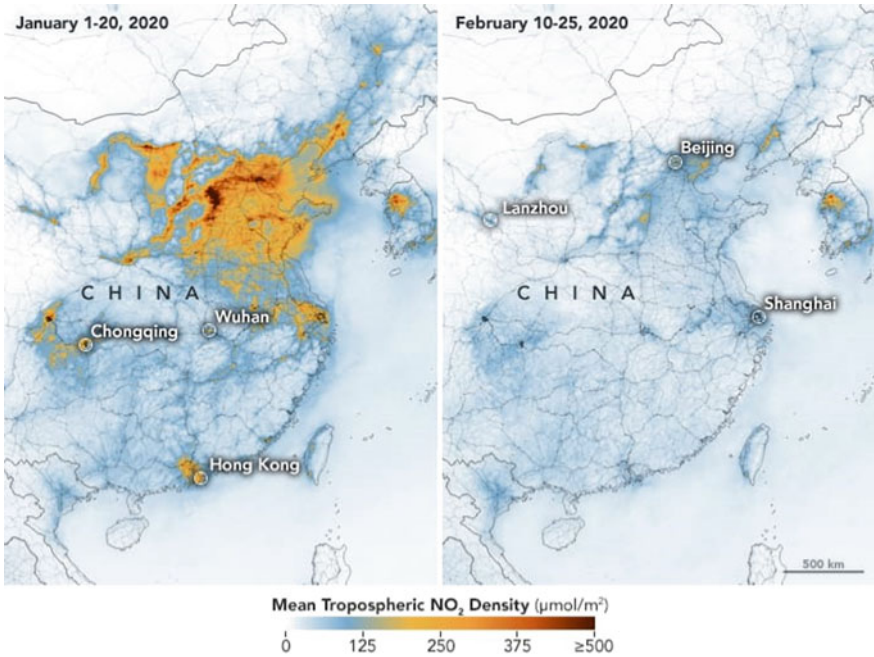 January 1-20, 2020
CHINA
Wuhan
Chongqing
Hong Kong
February 10-25, 2020
Beijing
Lanzhou
CHINA
Shanghai
500 km
Mean Tropospheric NO₂ Density (μmol/m²)
0 125 250 375 ≥500